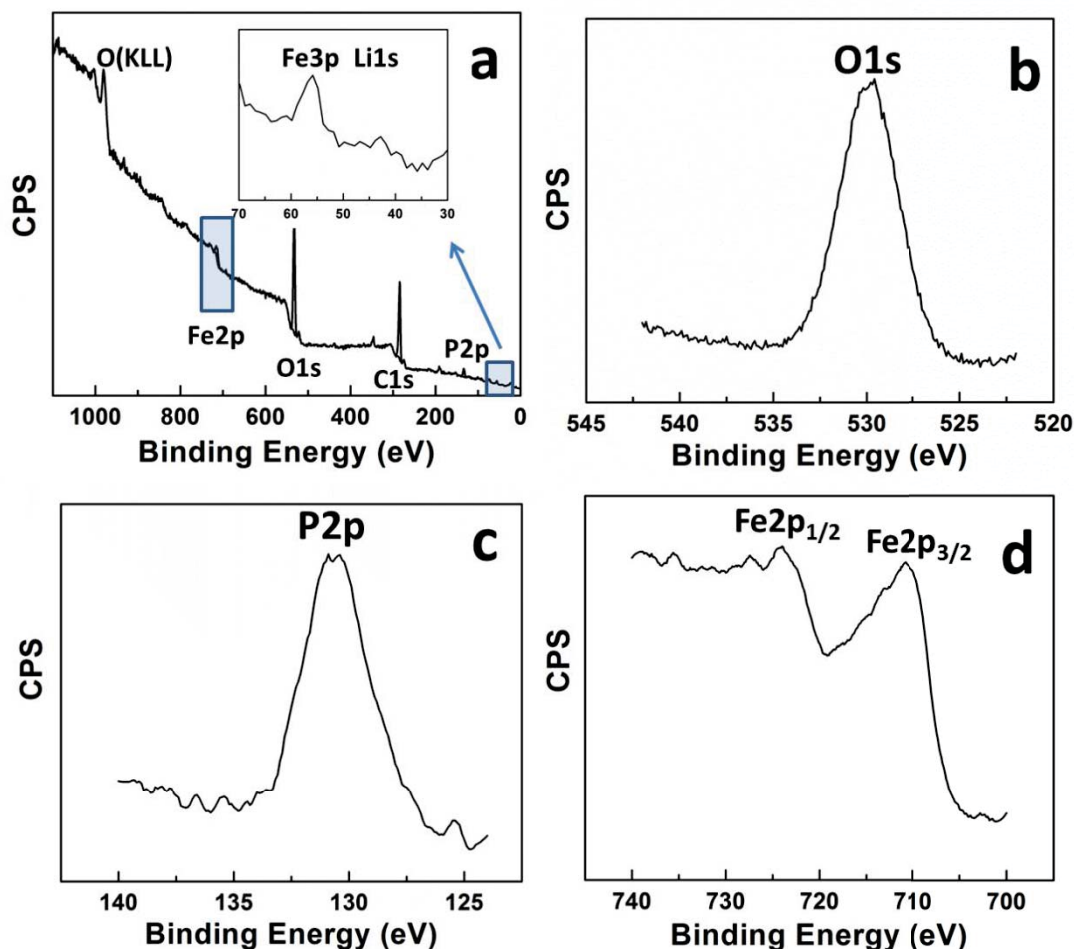 a
O(KLL)
Fe3p Li1s
70 60 50 40 30
Fe2p
O1s
C1s
P2p
CPS
1000 800 600 400 200 0
Binding Energy (eV)
b
O1s
CPS
545 540 535 530 525 520
Binding Energy (eV)
c
P2p
CPS
140 135 130 125
Binding Energy (eV)
d
Fe2p1/2
Fe2p3/2
CPS
740 730 720 710 700
Binding Energy (eV)